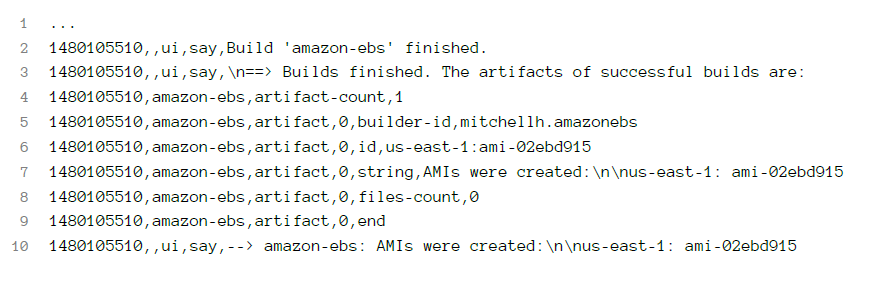 1 ...
2 1480105510,,ui,say,Build 'amazon-ebs' finished.
3 1480105510,,ui,say,\n==> Builds finished. The artifacts of successful builds are:
4 1480105510,amazon-ebs,artifact-count,1
5 1480105510,amazon-ebs,artifact,0,builder-id,mitchellh.amazonebs
6 1480105510,amazon-ebs,artifact,0,id,us-east-1:ami-02ebd915
7 1480105510,amazon-ebs,artifact,0,string,AMIs were created:\n\nus-east-1: ami-02ebd915
8 1480105510,amazon-ebs,artifact,0,files-count,0
9 1480105510,amazon-ebs,artifact,0,end
10 1480105510,,ui,say,--> amazon-ebs: AMIs were created:\n\nus-east-1: ami-02ebd915